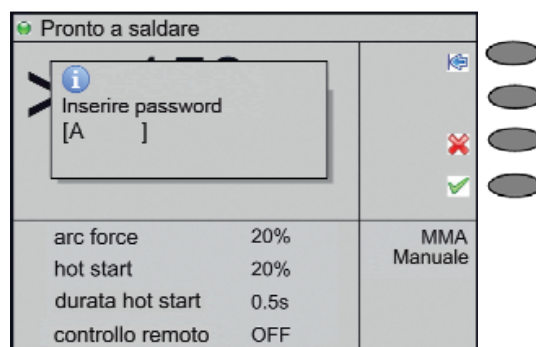 Pronto a saldare
Inserire password
[A ]
arc force 20%
hot start 20%
durata hot start 0.5s
controllo remoto OFF
MMA
Manuale